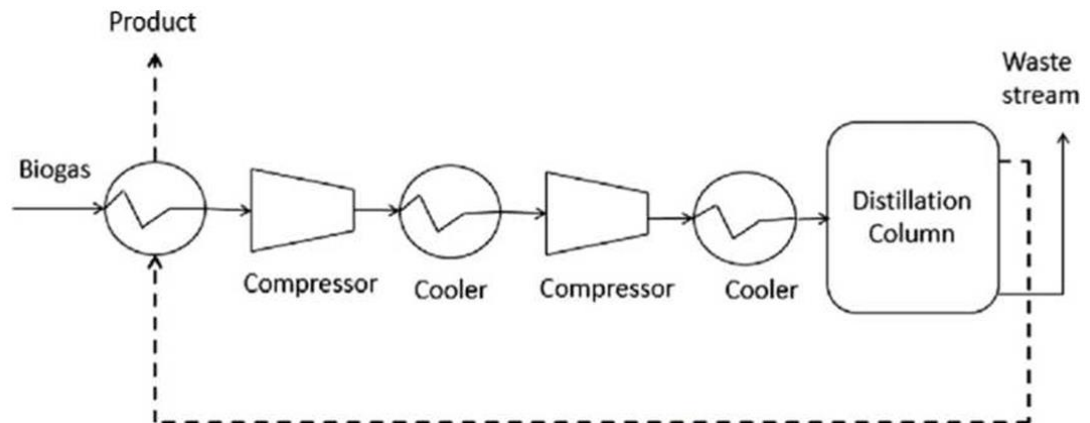 Product
Waste
stream
Biogas
Distillation
Column
Compressor
Cooler
Compressor
Cooler